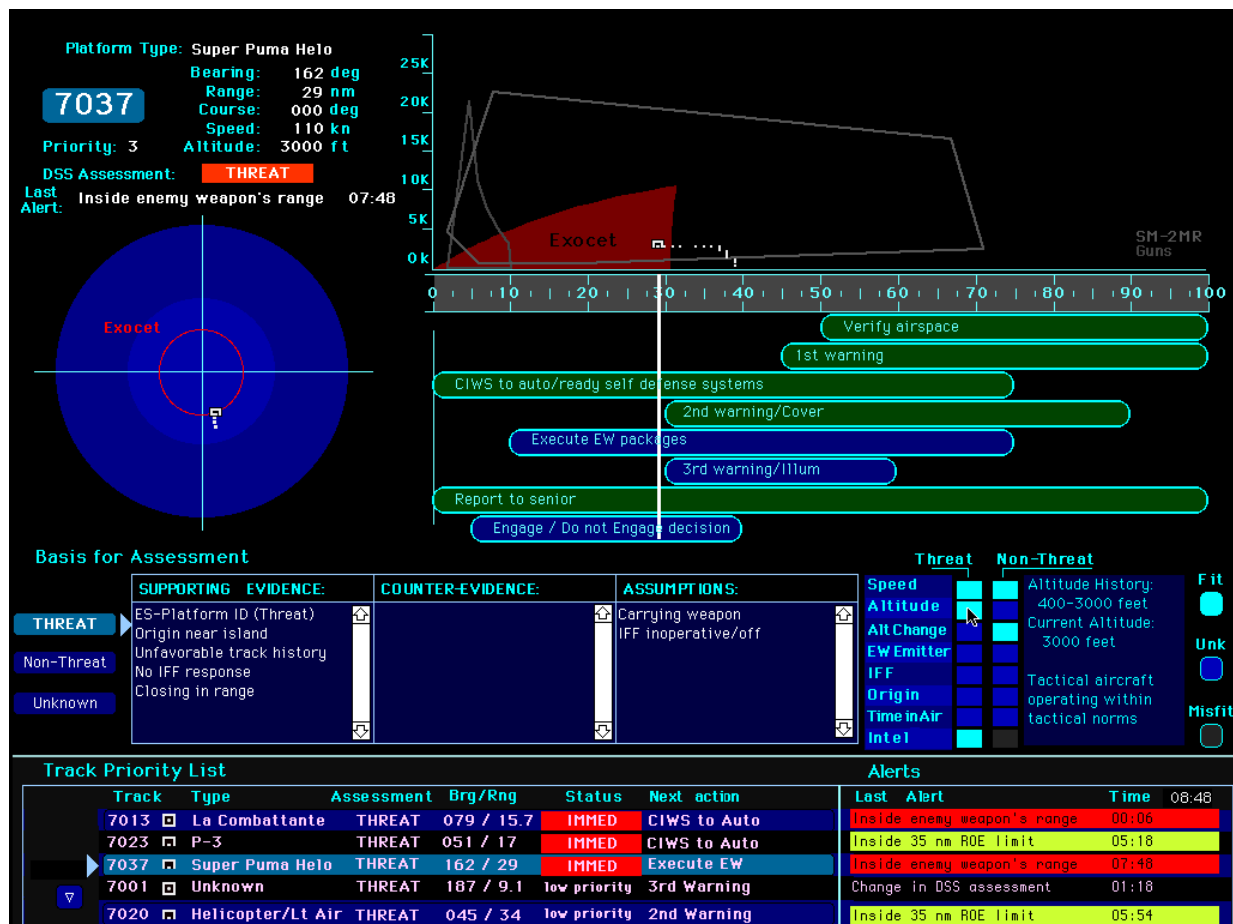 Platform Type: Super Puma Helo
7037
Bearing: 162 deg
Range: 29 nm
Course: 000 deg
Speed: 110 kn
Priority: 3 Altitude: 3000 ft
DSS Assessment: THREAT
Last Alert: Inside enemy weapon's range 07:48
Exocet
25K
20K
15K
10K
5K
0k
Exocet
SM-2MR
Guns
0 10 20 30 40 50 60 70 80 90 100
Verify airspace
1st warning
CIWS to auto/ready self defense systems
2nd warning/Cover
Execute EW packages
3rd warning/Illum
Report to senior
Engage / Do not Engage decision
Basis for Assessment
THREAT
Non-Threat
Unknown
SUPPORTING EVIDENCE:
ES-Platform ID (Threat)
Origin near island
Unfavorable track history
No IFF response
Closing in range
COUNTER-EVIDENCE:
ASSUMPTIONS:
Carrying weapon
IFF inoperative/off
Threat Non-Threat
Speed
Altitude
Alt Change
EW Emitter
IFF
Origin
Time in Air
Intel
Altitude History:
400-3000 feet
Current Altitude:
3000 feet
Tactical aircraft
operating within
tactical norms
Fit
Unk
Misfit
Track Priority List
Track Type Assessment Brg/Rng Status Next action
7013 La Combattante THREAT 079 / 15.7 IMMED CIWS to Auto
7023 P-3 THREAT 051 / 17 IMMED CIWS to Auto
7037 Super Puma Helo THREAT 162 / 29 IMMED Execute EW
7001 Unknown THREAT 187 / 9.1 low priority 3rd Warning
7020 Helicopter/Lt Air THREAT 045 / 34 low priority 2nd Warning
Alerts
Last Alert Time 08:48
Inside enemy weapon's range 00:06
Inside 35 nm ROE limit 05:18
Inside enemy weapon's range 07:48
Change in DSS assessment 01:18
Inside 35 nm ROE limit 05:54